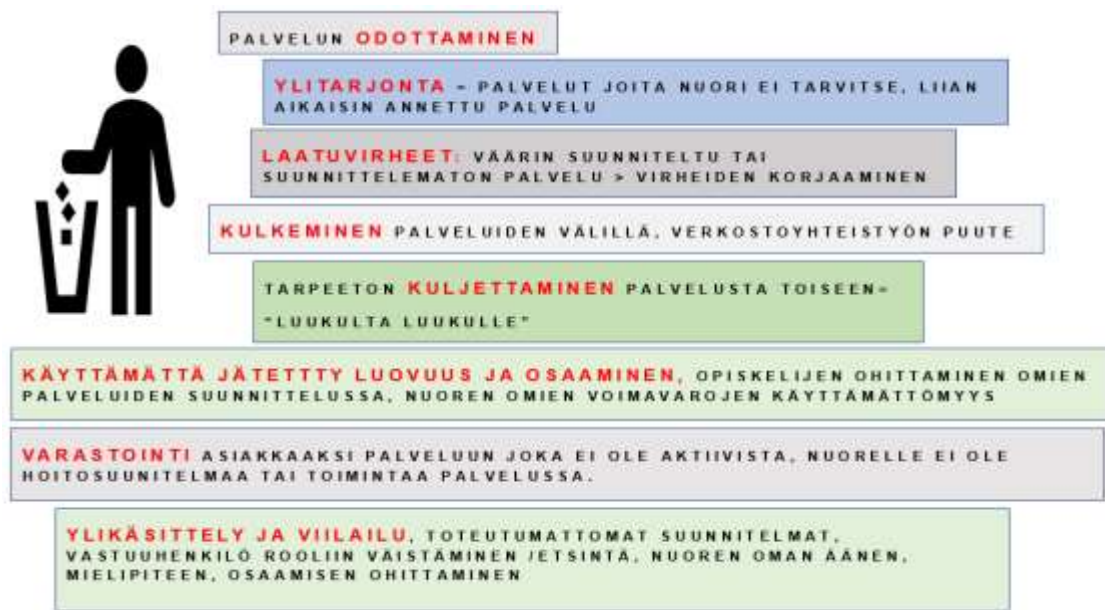 PALVELUN ODOTTAMINEN
YLITARJONTA – PALVELUT JOITA NUORI EI TARVITSE, LIIAN
AIKAISIN ANNETTU PALVELU
LAATUVIRHEET: VÄÄRIN SUUNNITELTU TAI
SUUNNITTELEMATON PALVELU > VIRHEIDEN KORJAAMINEN
KULKEMINEN PALVELUIDEN VÄLILLÄ, VERKOSTOYHTEISTYÖN PUUTE
TARPEETON KULJETTAMINEN PALVELUSTA TOISEEN=
"LUUKULTA LUUKULLE"
KÄYTTÄMÄTTÄ JÄTETTTY LUOVUUS JA OSAAMINEN, OPISKELIJEN OHITTAMINEN OMIEN
PALVELUIDEN SUUNNITTELUSSA, NUOREN OMIEN VOIMAVAROJEN KÄYTTÄMÄTTÖMYYS
VARASTOINTI ASIAKKAAKSI PALVELUUN JOKA EI OLE AKTIIVISTA, NUORELLE EI OLE
HOITOSUUNITELMAA TAI TOIMINTAA PALVELUSSA.
YLIKÄSITTELY JA VIILAILU, TOTEUTUMATTOMAT SUUNNITELMAT,
VASTUUHENKILÖ ROOLIIN VÄISTÄMINEN /ETSINTÄ, NUOREN OMAN ÄÄNEN,
MIELIPITEEN, OSAAMISEN OHITTAMINEN